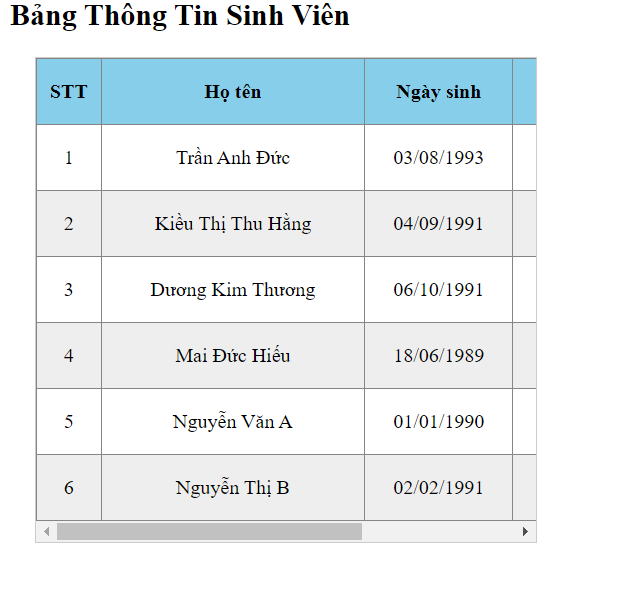 Bảng Thông Tin Sinh Viên
STT Họ tên Ngày sinh
1 Trần Anh Đức 03/08/1993
2 Kiều Thị Thu Hằng 04/09/1991
3 Dương Kim Thương 06/10/1991
4 Mai Đức Hiếu 18/06/1989
5 Nguyễn Văn A 01/01/1990
6 Nguyễn Thị B 02/02/1991